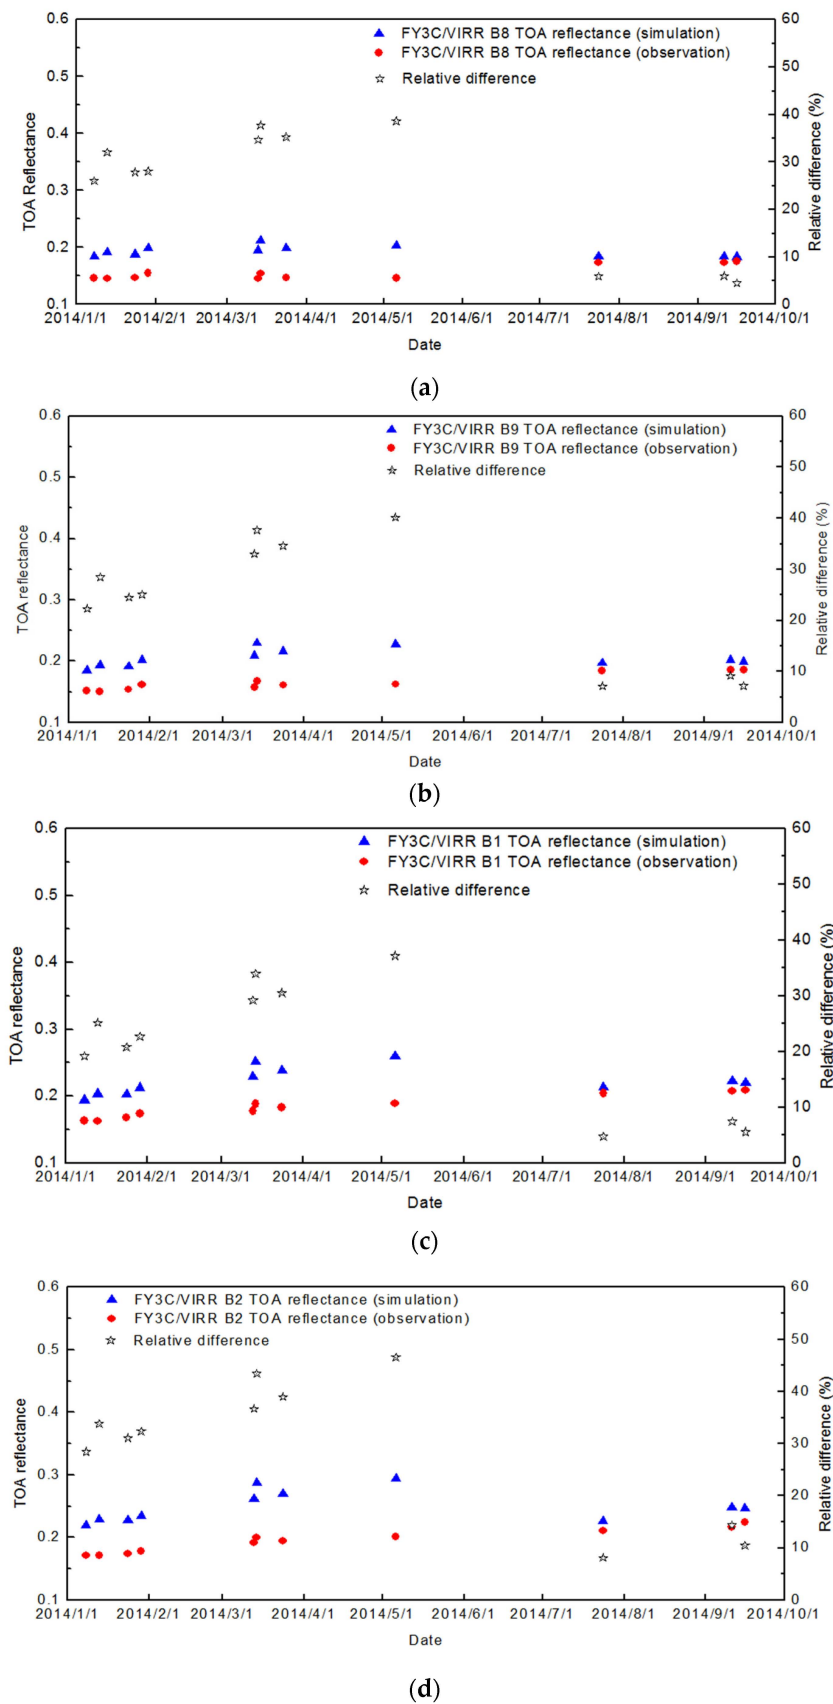 0.6
60
FY3C/VIRR B8 TOA reflectance (simulation)
FY3C/VIRR B8 TOA reflectance (observation)
Relative difference
0.5
50
0.4
40
0.3
30
20
0.2
10
0.1
0
TOA Reflectance
Relative difference (%)
2014/1/1 2014/2/1 2014/3/1 2014/4/1 2014/5/1 2014/6/1 2014/7/1 2014/8/1 2014/9/1 2014/10/1
Date
(a)
0.6
60
FY3C/VIRR B9 TOA reflectance (simulation)
FY3C/VIRR B9 TOA reflectance (observation)
Relative difference
0.5
50
0.4
40
0.3
30
20
0.2
10
0.1
0
TOA reflectance
Relative difference (%)
2014/1/1 2014/2/1 2014/3/1 2014/4/1 2014/5/1 2014/6/1 2014/7/1 2014/8/1 2014/9/1 2014/10/1
Date
(b)
0.6
60
FY3C/VIRR B1 TOA reflectance (simulation)
FY3C/VIRR B1 TOA reflectance (observation)
Relative difference
0.5
50
0.4
40
0.3
30
20
0.2
10
0.1
0
TOA reflectance
Relative difference (%)
2014/1/1 2014/2/1 2014/3/1 2014/4/1 2014/5/1 2014/6/1 2014/7/1 2014/8/1 2014/9/1 2014/10/1
Date
(c)
0.6
60
FY3C/VIRR B2 TOA reflectance (simulation)
FY3C/VIRR B2 TOA reflectance (observation)
Relative difference
0.5
50
0.4
40
0.3
30
20
0.2
10
0.1
0
TOA reflectance
Relative difference (%)
2014/1/1 2014/2/1 2014/3/1 2014/4/1 2014/5/1 2014/6/1 2014/7/1 2014/8/1 2014/9/1 2014/10/1
Date
(d)